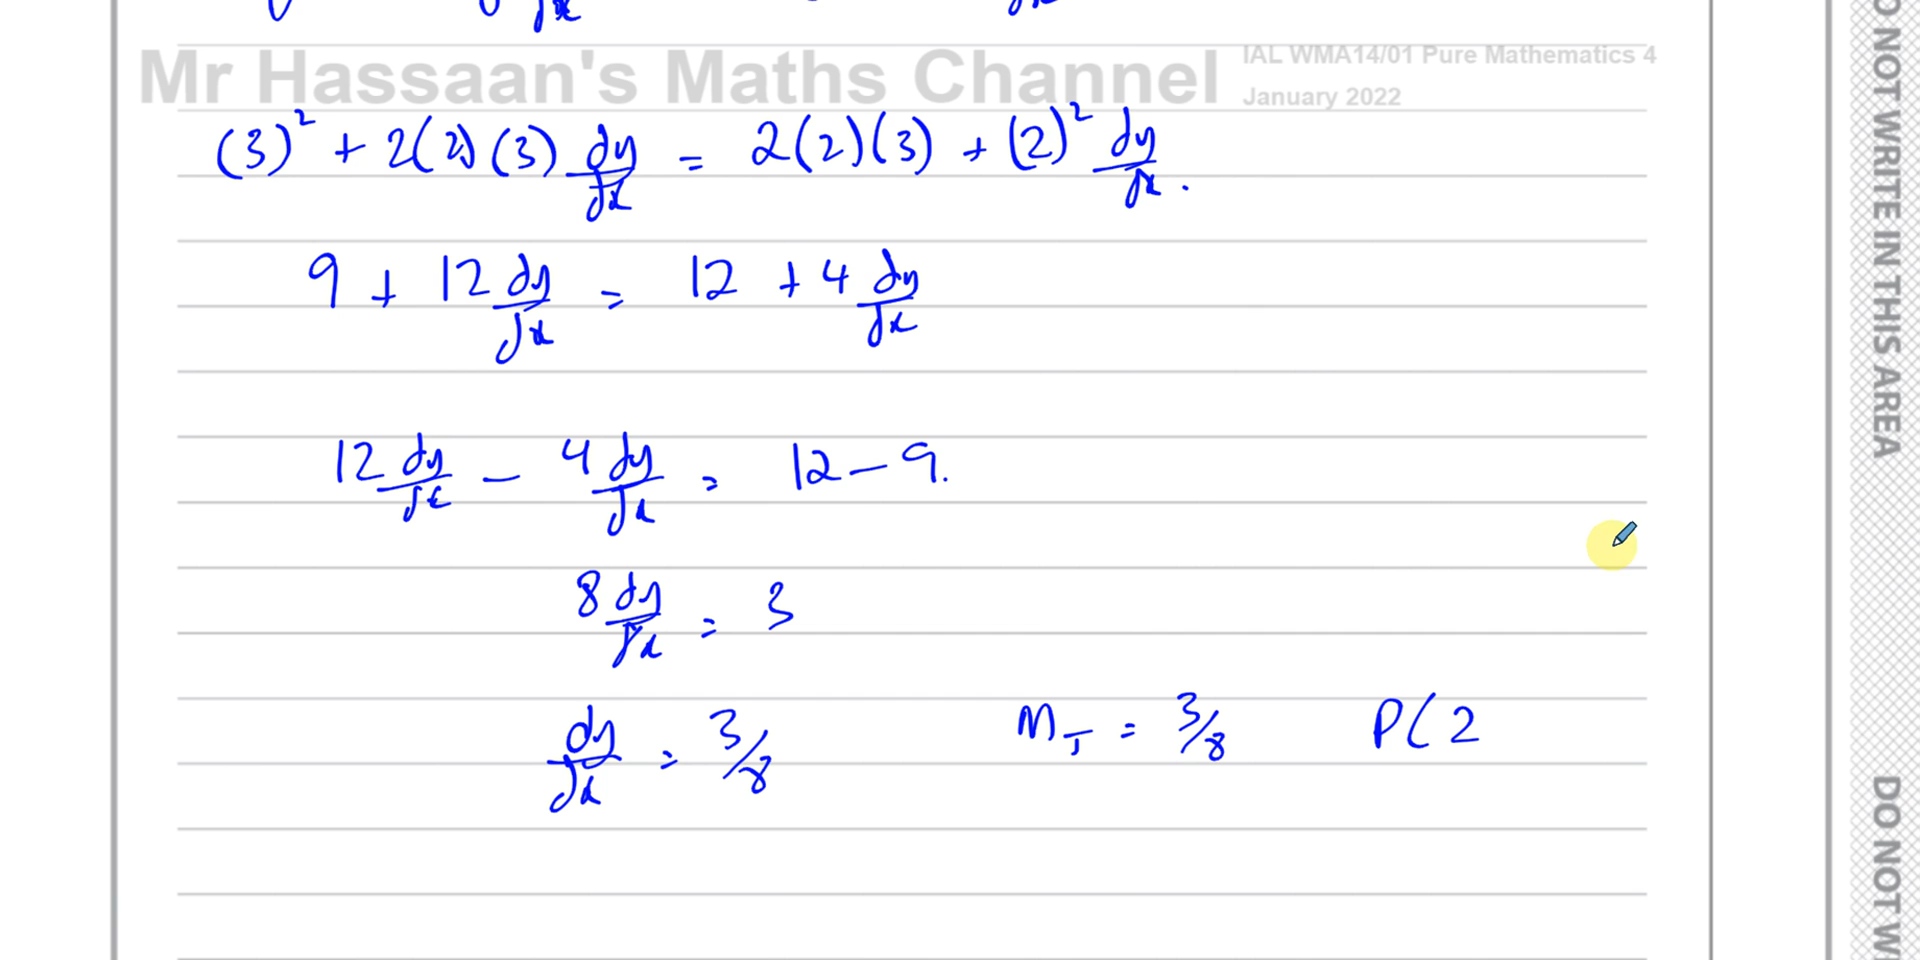 Mr Hassaan's Maths Channel
IAL WMA14/01 Pure Mathematics 4
January 2022
(3)² + 2(2)(3) dy/dx = 2(2)(3) + (2)² dy/dx.
9 + 12 dy/dx = 12 + 4 dy/dx
12 dy/dx - 4 dy/dx = 12 - 9.
8 dy/dx = 3
dy/dx = 3/8
M_T = 3/8
P(2
DO NOT WRITE IN THIS AREA
DO NOT W